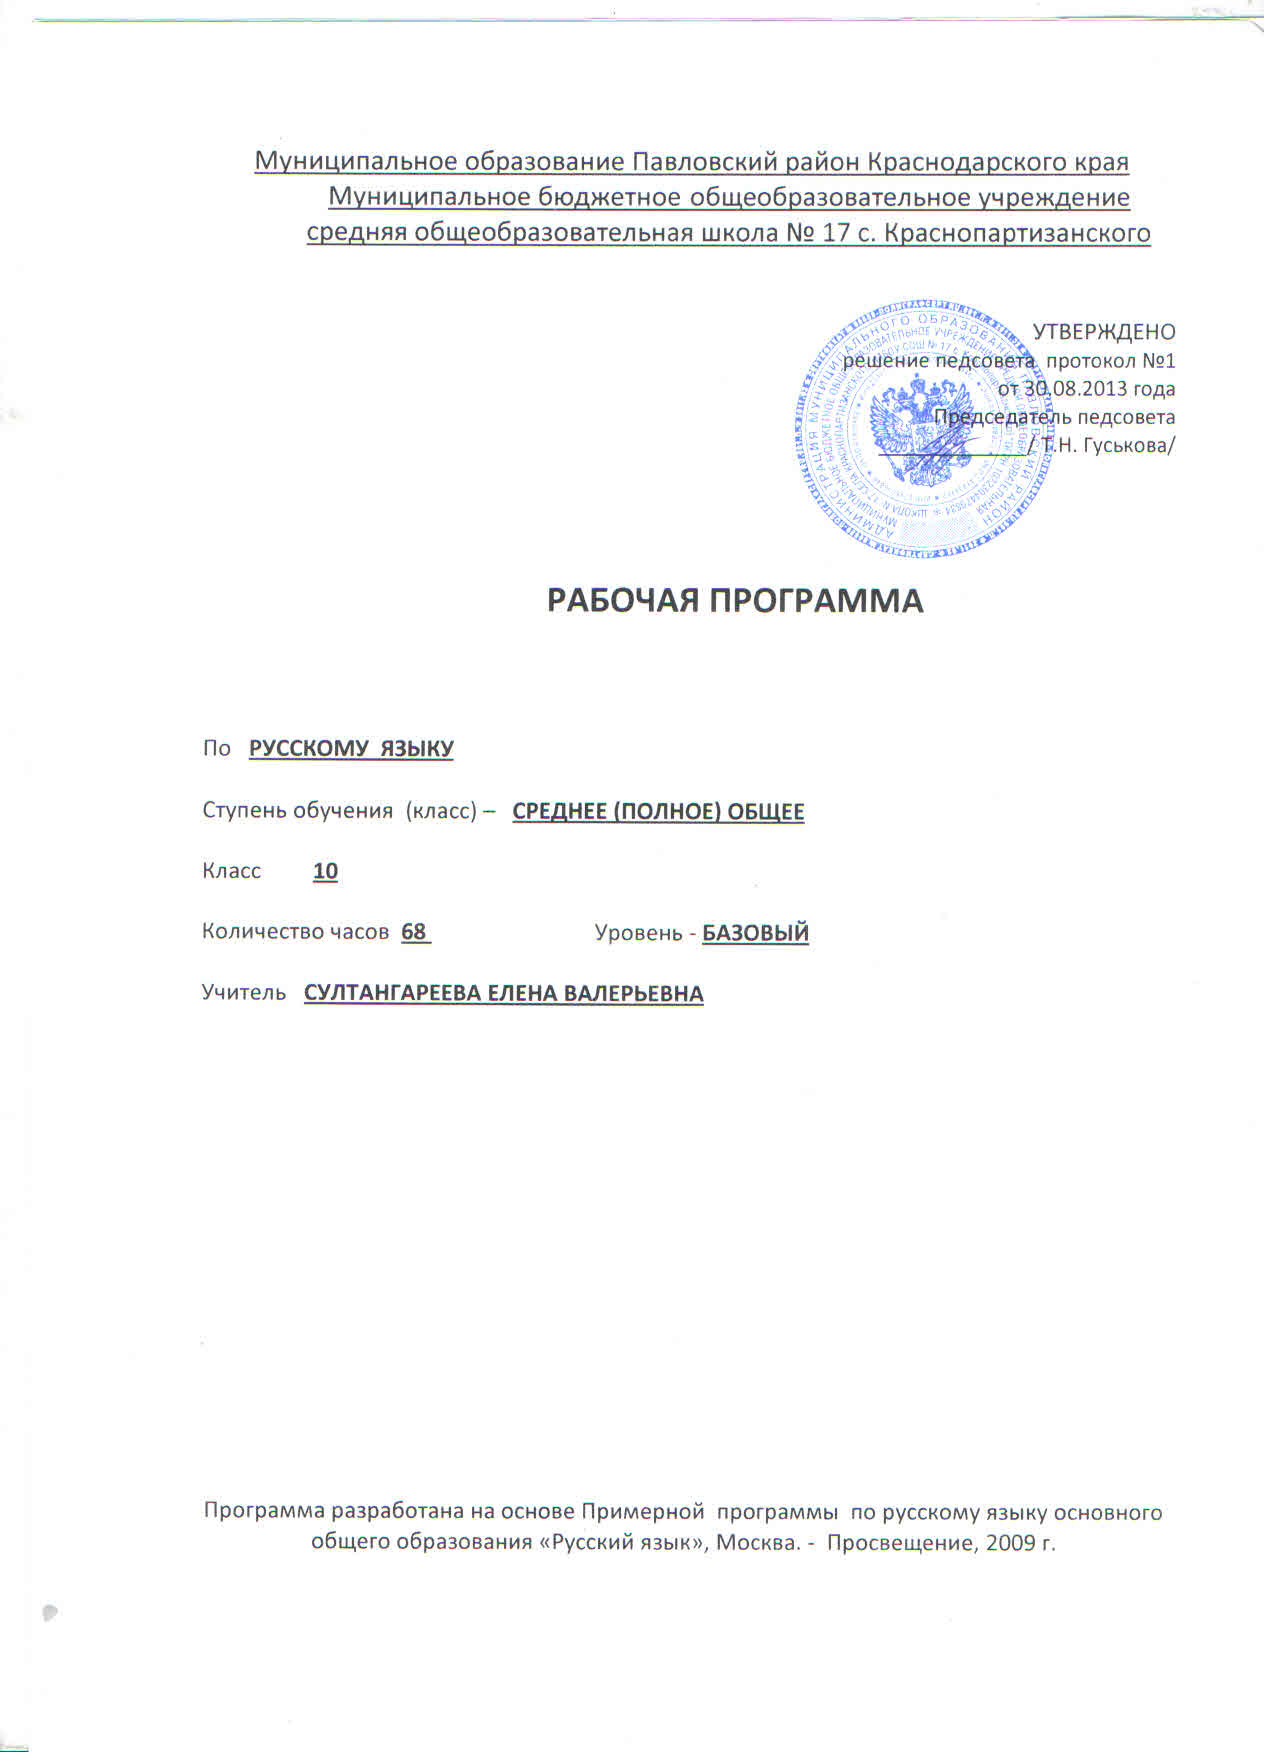 Муниципальное образование Павловский район Краснодарского края
Муниципальное бюджетное общеобразовательное учреждение
средняя общеобразовательная школа № 17 с. Краснопартизанского
УТВЕРЖДЕНО
решение педсовета протокол №1
от 30.08.2013 года
Председатель педсовета
/ Т.Н. Гуськова/
РАБОЧАЯ ПРОГРАММА
По РУССКОМУ ЯЗЫКУ
Ступень обучения (класс) – СРЕДНЕЕ (ПОЛНОЕ) ОБЩЕЕ
Класс 10
Количество часов 68 Уровень - БАЗОВЫЙ
Учитель СУЛТАНГАРЕЕВА ЕЛЕНА ВАЛЕРЬЕВНА
Программа разработана на основе Примерной программы по русскому языку основного
общего образования «Русский язык», Москва. - Просвещение, 2009 г.